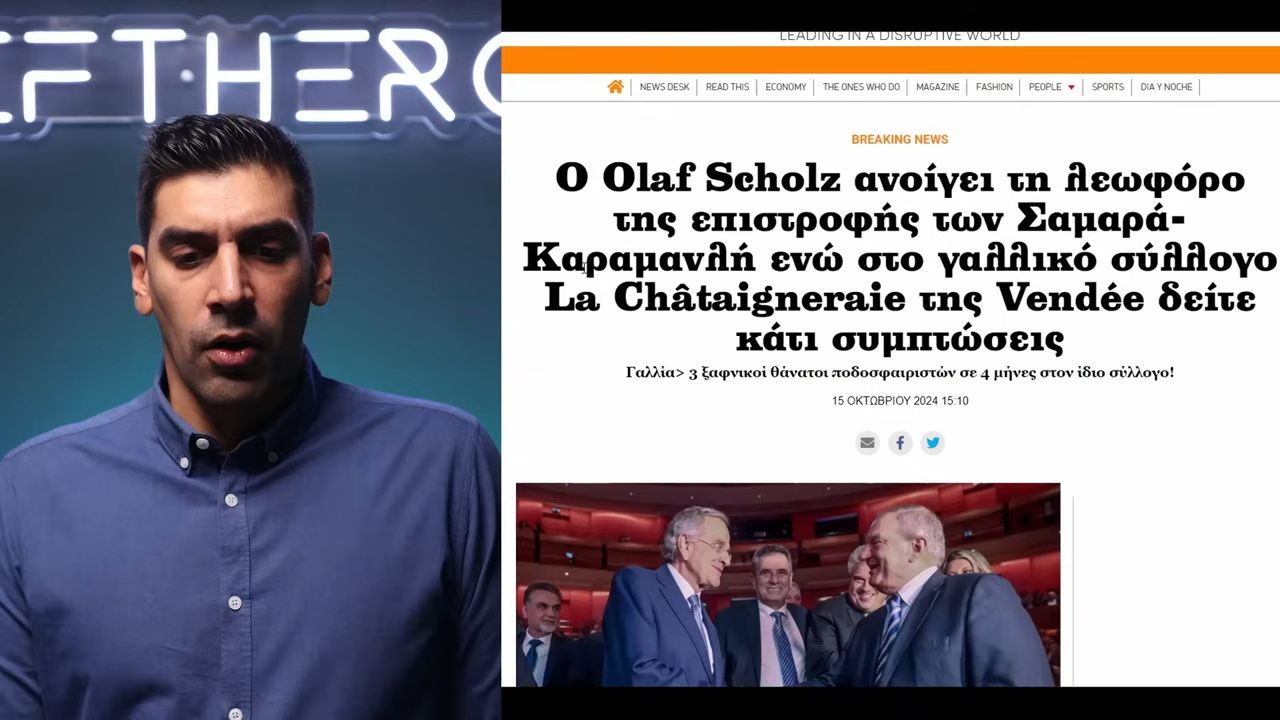 EFTHERO
LEADING IN A DISRUPTIVE WORLD
NEWS DESK
READ THIS
ECONOMY
THE ONES WHO DO
MAGAZINE
FASHION
PEOPLE
SPORTS
DIA Y NOCHE
BREAKING NEWS
Ο Olaf Scholz ανοίγει τη λεωφόρο
της επιστροφής των Σαμαρά-
Καραμανλή ενώ στο γαλλικό σύλλογο
La Châtaigneraie της Vendée δείτε
κάτι συμπτώσεις
Γαλλία> 3 ξαφνικοί θάνατοι ποδοσφαιριστών σε 4 μήνες στον ίδιο σύλλογο!
15 ΟΚΤΩΒΡΙΟΥ 2024 15:10